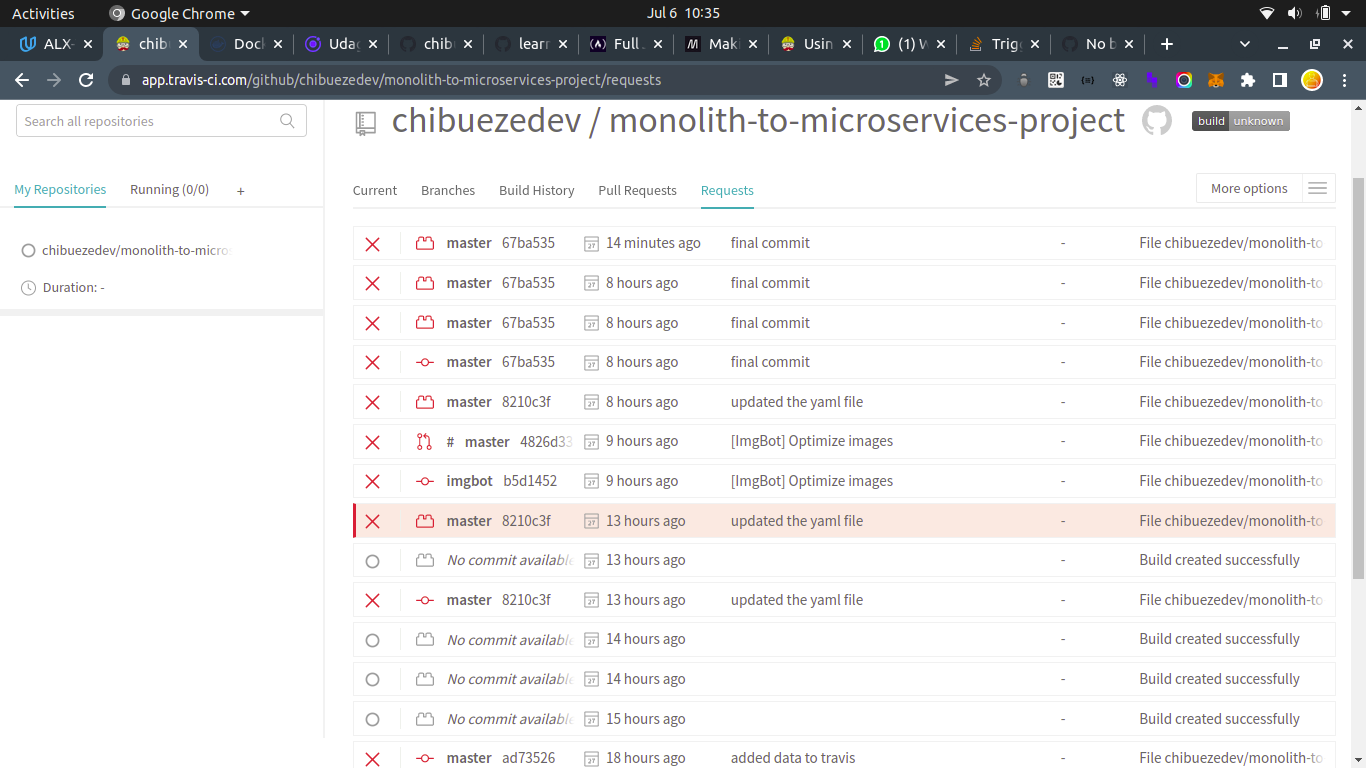 Activities Google Chrome Jul 6 10:35
ALX- chib Dock Udag chib learn Full Maki Usin (1) W Trigg No b
app.travis-ci.com/github/chibuezedev/monolith-to-microservices-project/requests
Search all repositories
My Repositories Running (0/0) +
chibuezedev/monolith-to-micros
Duration: -
chibuezedev / monolith-to-microservices-project build unknown
Current Branches Build History Pull Requests Requests More options
master 67ba535 14 minutes ago final commit - File chibuezedev/monolith-to
master 67ba535 8 hours ago final commit - File chibuezedev/monolith-to
master 67ba535 8 hours ago final commit - File chibuezedev/monolith-to
master 67ba535 8 hours ago final commit - File chibuezedev/monolith-to
master 8210c3f 8 hours ago updated the yaml file - File chibuezedev/monolith-to
# master 4826d33 9 hours ago [ImgBot] Optimize images - File chibuezedev/monolith-to
imgbot b5d1452 9 hours ago [ImgBot] Optimize images - File chibuezedev/monolith-to
master 8210c3f 13 hours ago updated the yaml file - File chibuezedev/monolith-to
No commit available 13 hours ago - Build created successfully
master 8210c3f 13 hours ago updated the yaml file - File chibuezedev/monolith-to
No commit available 14 hours ago - Build created successfully
No commit available 14 hours ago - Build created successfully
No commit available 15 hours ago - Build created successfully
master ad73526 18 hours ago added data to travis - File chibuezedev/monolith-to